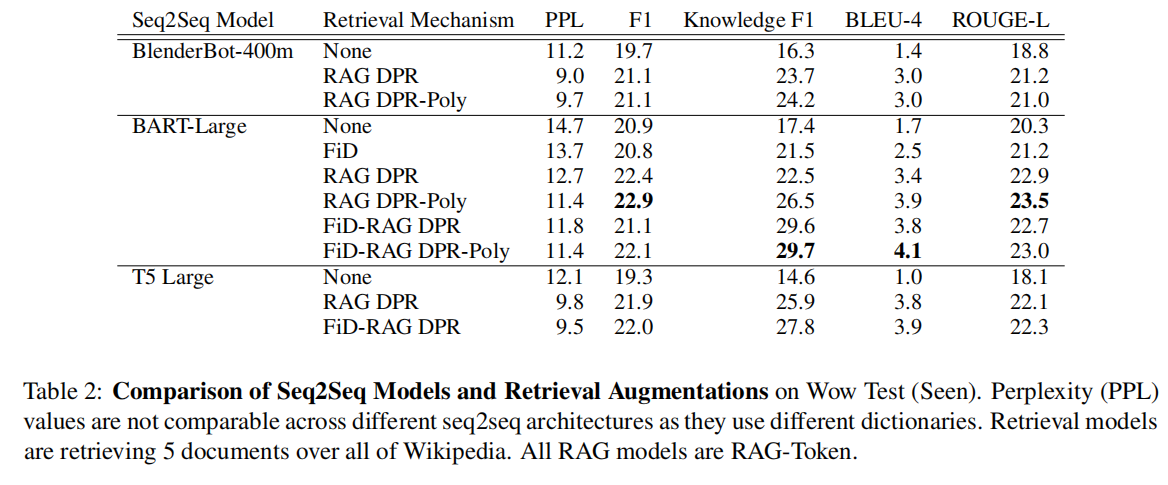 Seq2Seq Model Retrieval Mechanism PPL F1 Knowledge F1 BLEU-4 ROUGE-L
BlenderBot-400m None 11.2 19.7 16.3 1.4 18.8
RAG DPR 9.0 21.1 23.7 3.0 21.2
RAG DPR-Poly 9.7 21.1 24.2 3.0 21.0
BART-Large None 14.7 20.9 17.4 1.7 20.3
FiD 13.7 20.8 21.5 2.5 21.2
RAG DPR 12.7 22.4 22.5 3.4 22.9
RAG DPR-Poly 11.4 22.9 26.5 3.9 23.5
FiD-RAG DPR 11.8 21.1 29.6 3.8 22.7
FiD-RAG DPR-Poly 11.4 22.1 29.7 4.1 23.0
T5 Large None 12.1 19.3 14.6 1.0 18.1
RAG DPR 9.8 21.9 25.9 3.8 22.1
FiD-RAG DPR 9.5 22.0 27.8 3.9 22.3
Table 2: Comparison of Seq2Seq Models and Retrieval Augmentations on Wow Test (Seen). Perplexity (PPL)
values are not comparable across different seq2seq architectures as they use different dictionaries. Retrieval models
are retrieving 5 documents over all of Wikipedia. All RAG models are RAG-Token.